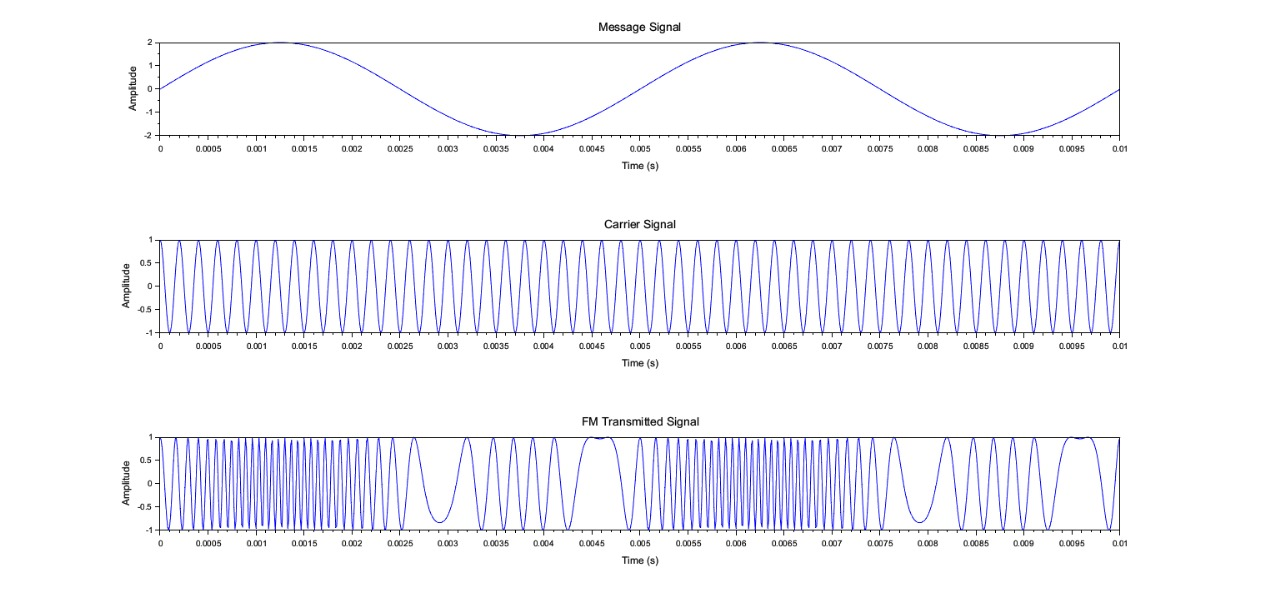 Message Signal
2
1
0
-1
-2
Amplitude
0 0.0005 0.001 0.0015 0.002 0.0025 0.003 0.0035 0.004 0.0045 0.005 0.0055 0.006 0.0065 0.007 0.0075 0.008 0.0085 0.009 0.0095 0.01
Time (s)
Carrier Signal
1
0.5
0
-0.5
-1
Amplitude
0 0.0005 0.001 0.0015 0.002 0.0025 0.003 0.0035 0.004 0.0045 0.005 0.0055 0.006 0.0065 0.007 0.0075 0.008 0.0085 0.009 0.0095 0.01
Time (s)
FM Transmitted Signal
1
0.5
0
-0.5
-1
Amplitude
0 0.0005 0.001 0.0015 0.002 0.0025 0.003 0.0035 0.004 0.0045 0.005 0.0055 0.006 0.0065 0.007 0.0075 0.008 0.0085 0.009 0.0095 0.01
Time (s)